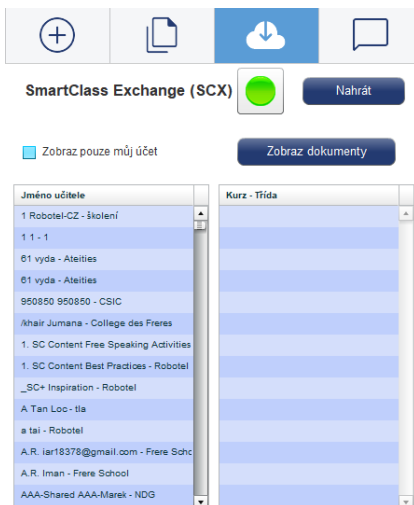 SmartClass Exchange (SCX)
Nahrát
Zobraz pouze můj účet
Zobraz dokumenty
Jméno učitele
1 Robotel-CZ - školení
1 1 - 1
61 vyda - Ateities
61 vyda - Ateities
950850 950850 - CSIC
/khair Jumana - College des Freres
1. SC Content Free Speaking Activities
1. SC Content Best Practices - Robotel
_SC+ Inspiration - Robotel
A Tan Loc - tla
a tai - Robotel
A.R. iar18378@gmail.com - Frere Scho
A.R. Iman - Frere School
AAA-Shared AAA-Marek - NDG
Kurz - Třída